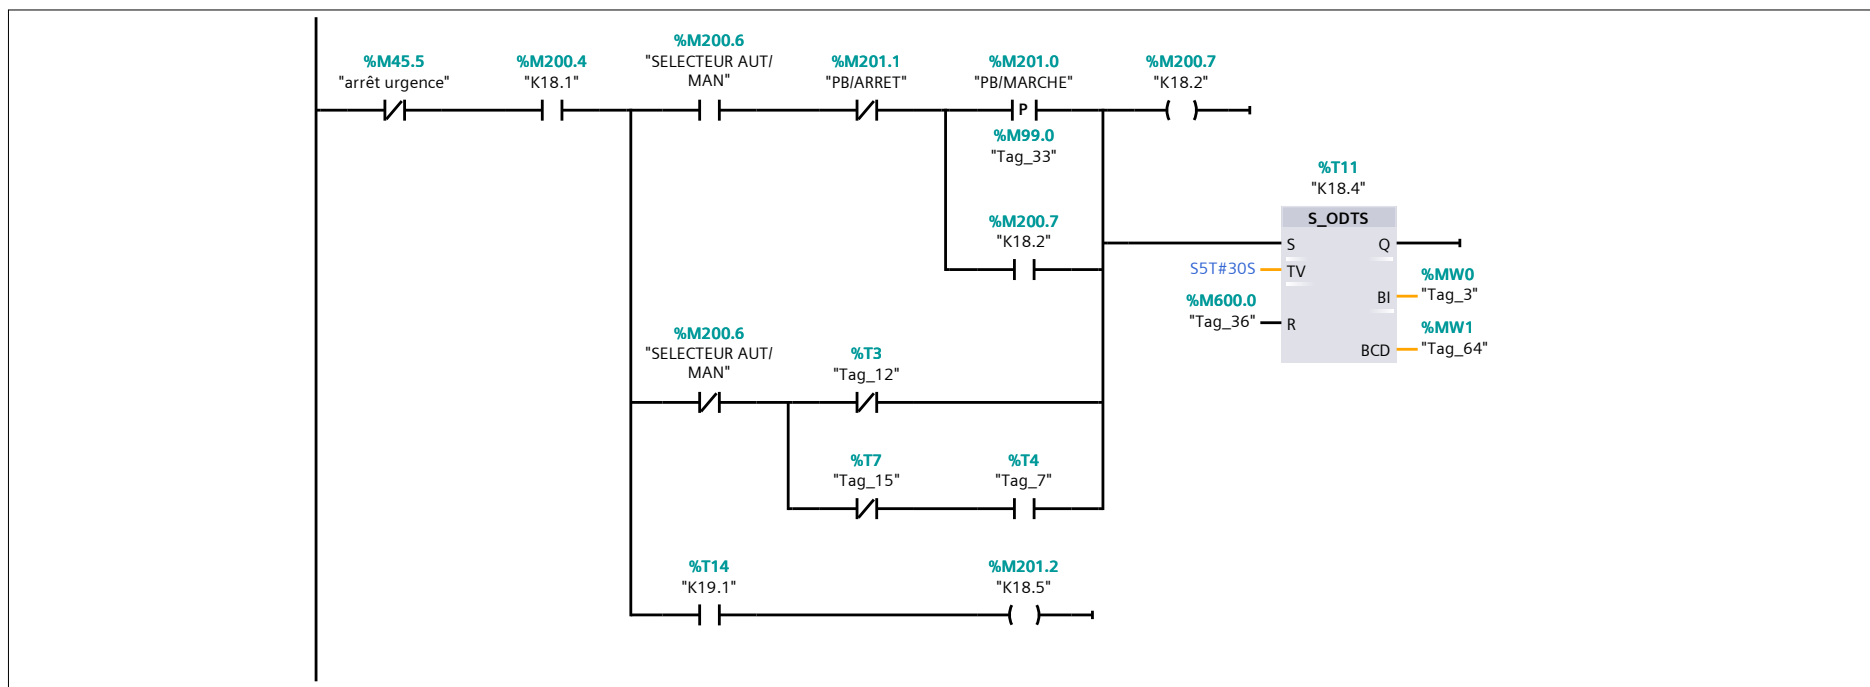 %M45.5
"arrêt urgence"
%M200.4
"K18.1"
%M200.6
"SELECTEUR AUT/
MAN"
%M201.1
"PB/ARRET"
%M201.0
"PB/MARCHE"
P
%M99.0
"Tag_33"
%M200.7
"K18.2"
%M200.7
"K18.2"
%T11
"K18.4"
S_ODTS
S
Q
S5T#30S
TV
BI
%MW0
"Tag_3"
%M600.0
"Tag_36"
R
BCD
%MW1
"Tag_64"
%M200.6
"SELECTEUR AUT/
MAN"
%T3
"Tag_12"
%T7
"Tag_15"
%T4
"Tag_7"
%T14
"K19.1"
%M201.2
"K18.5"